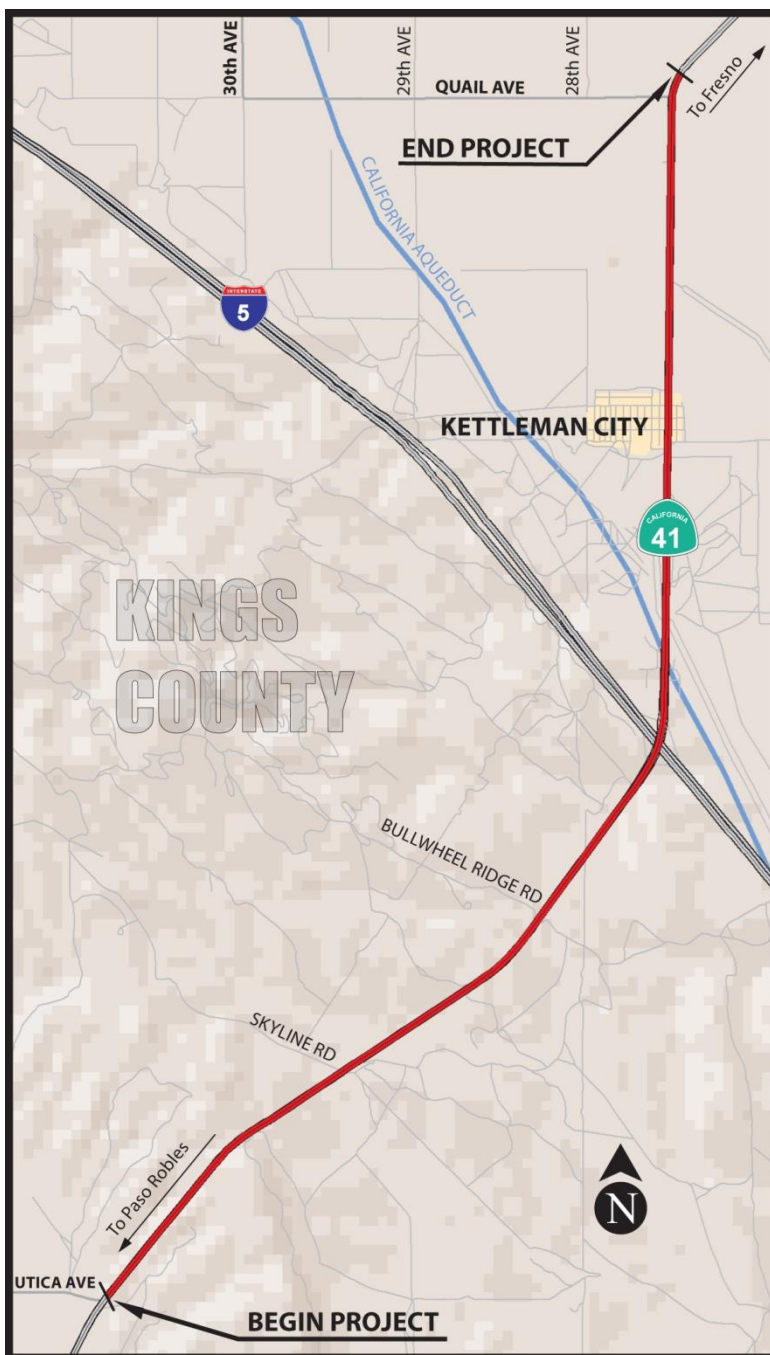 30th AVE
29th AVE
28th AVE
QUAIL AVE
To Fresno
END PROJECT
CALIFORNIA AQUEDUCT
INTERSTATE
5
KETTLEMAN CITY
CALIFORNIA
41
KINGS
COUNTY
BULLWHEEL RIDGE RD
SKYLINE RD
To Paso Robles
N
UTICA AVE
BEGIN PROJECT